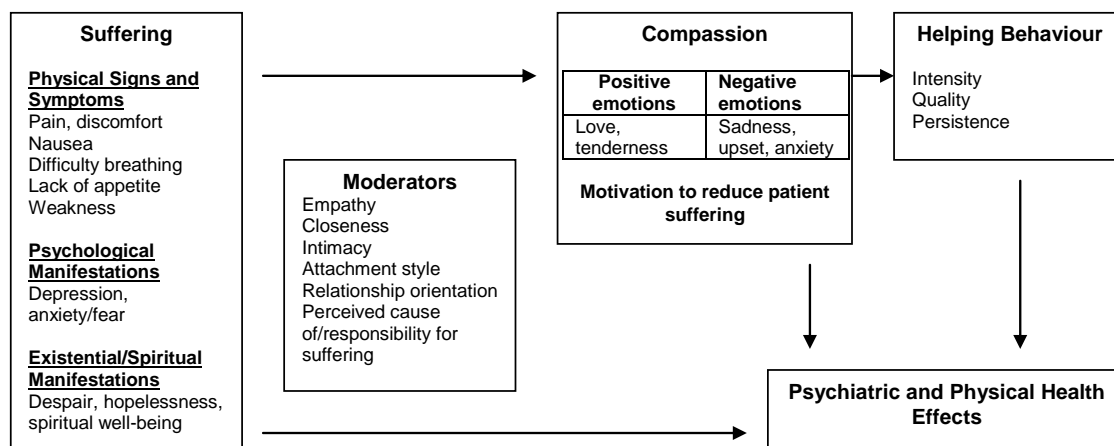 Suffering
Physical Signs and
Symptoms
Pain, discomfort
Nausea
Difficulty breathing
Lack of appetite
Weakness
Psychological
Manifestations
Depression,
anxiety/fear
Existential/Spiritual
Manifestations
Despair, hopelessness,
spiritual well-being
Moderators
Empathy
Closeness
Intimacy
Attachment style
Relationship orientation
Perceived cause
of/responsibility for
suffering
Compassion
Positive
emotions
Negative
emotions
Love,
tenderness
Sadness,
upset, anxiety
Motivation to reduce patient
suffering
Helping Behaviour
Intensity
Quality
Persistence
Psychiatric and Physical Health
Effects